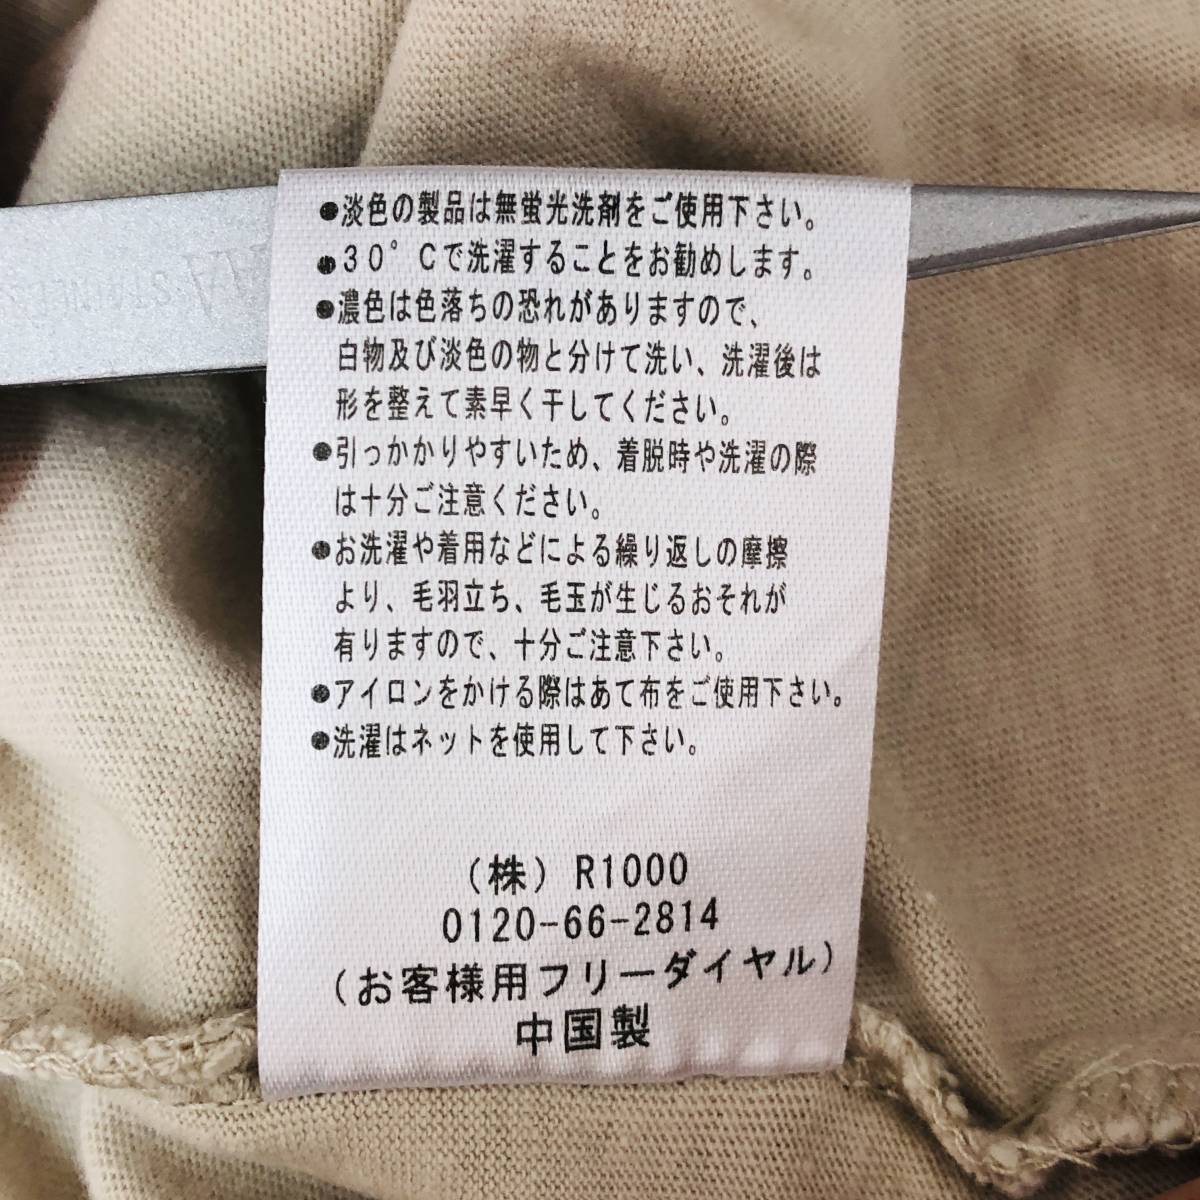 ●淡色の製品は無蛍光洗剤をご使用下さい。
●30°Cで洗濯することをお勧めします。
●濃色は色落ちの恐れがありますので、
白物及び淡色の物と分けて洗い、洗濯後は
形を整えて素早く干してください。
●引っかかりやすいため、着脱時や洗濯の際
は十分ご注意ください。
●お洗濯や着用などによる繰り返しの摩擦
より、毛羽立ち、毛玉が生じるおそれが
有りますので、十分ご注意下さい。
●アイロンをかける際はあて布をご使用下さい。
●洗濯はネットを使用して下さい。
(株) R1000
0120-66-2814
(お客様用フリーダイヤル)
中国製